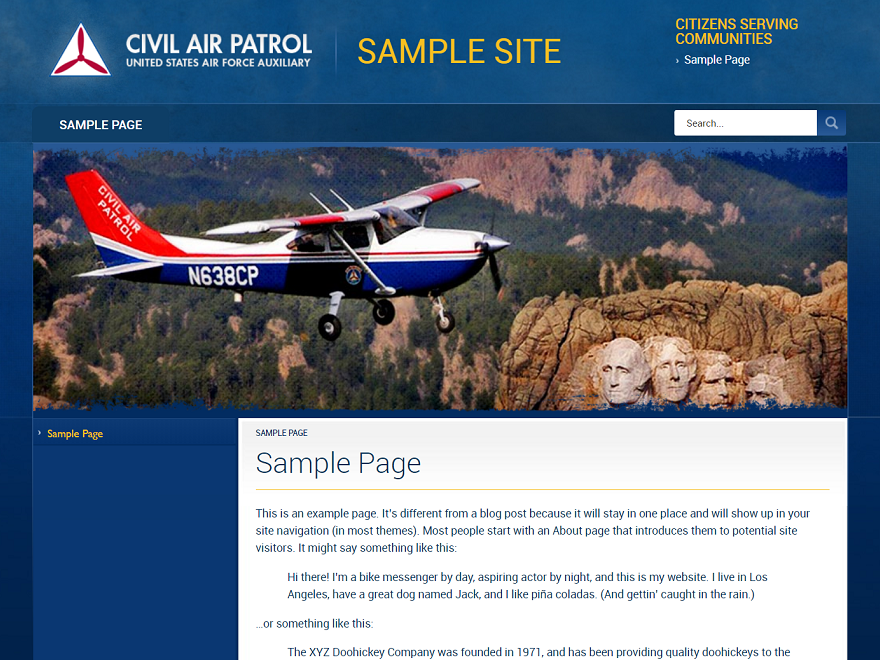 CIVIL AIR PATROL
UNITED STATES AIR FORCE AUXILIARY
SAMPLE SITE
CITIZENS SERVING
COMMUNITIES
› Sample Page
SAMPLE PAGE
Search...
CIVIL AIR
PATROL
N638CP
› Sample Page
SAMPLE PAGE
Sample Page
This is an example page. It's different from a blog post because it will stay in one place and will show up in your
site navigation (in most themes). Most people start with an About page that introduces them to potential site
visitors. It might say something like this:
Hi there! I'm a bike messenger by day, aspiring actor by night, and this is my website. I live in Los
Angeles, have a great dog named Jack, and I like piña coladas. (And gettin' caught in the rain.)
...or something like this:
The XYZ Doohickey Company was founded in 1971, and has been providing quality doohickeys to the